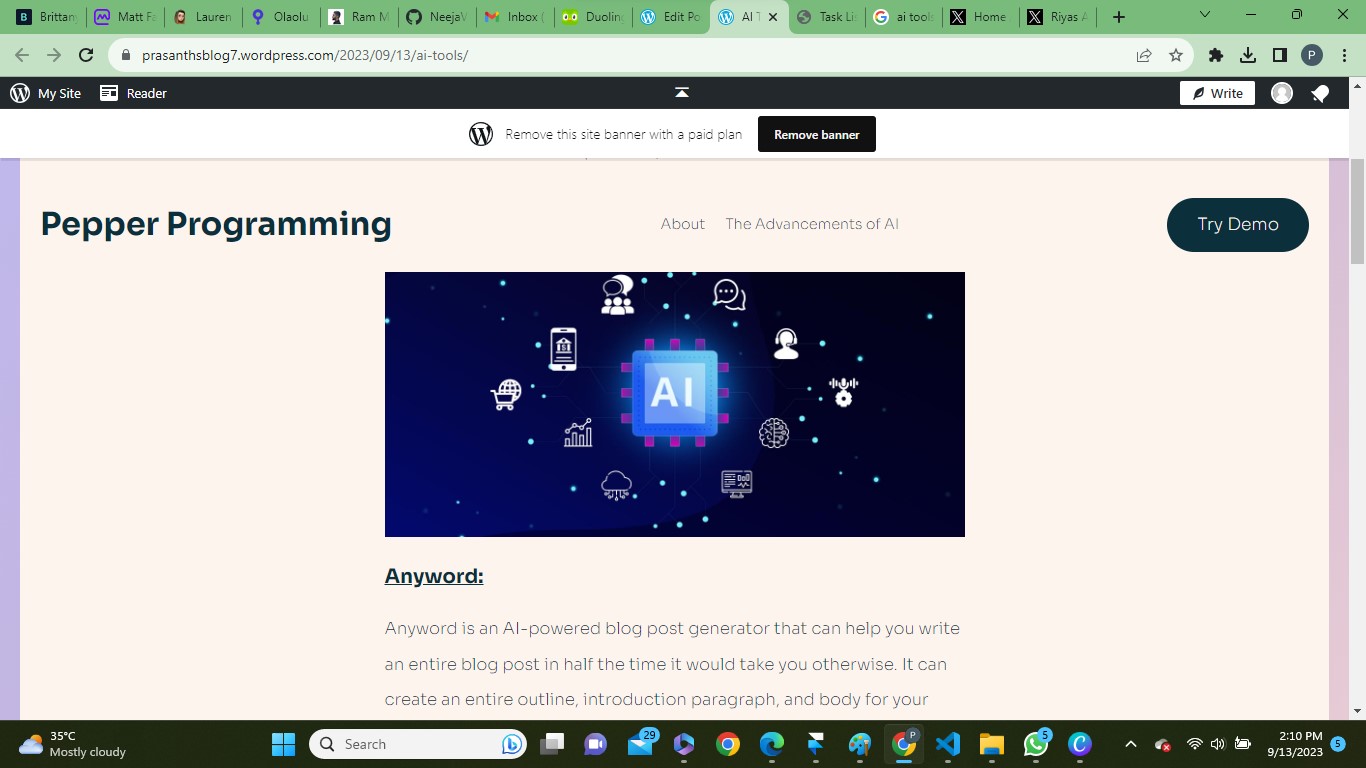 Brittany
Matt Fa
Lauren
Olaolu
Ram M
NeejaV
Inbox (
Duoling
Edit Po
AI T
Task Lis
ai tools
Home
Riyas A
prasanthsblog7.wordpress.com/2023/09/13/ai-tools/
P
My Site
Reader
Write
Remove this site banner with a paid plan
Remove banner
Pepper Programming
About
The Advancements of AI
Try Demo
AI
Anyword:
Anyword is an AI-powered blog post generator that can help you write
an entire blog post in half the time it would take you otherwise. It can
create an entire outline, introduction paragraph, and body for your
35°C
Mostly cloudy
Search
29
P
5
2:10 PM
9/13/2023
5